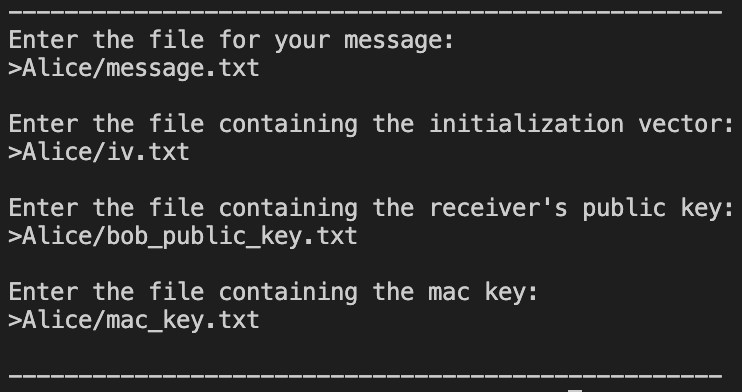 ---------------------------------------------------
Enter the file for your message:
>Alice/message.txt
Enter the file containing the initialization vector:
>Alice/iv.txt
Enter the file containing the receiver's public key:
>Alice/bob_public_key.txt
Enter the file containing the mac key:
>Alice/mac_key.txt
---------------------------------------------------